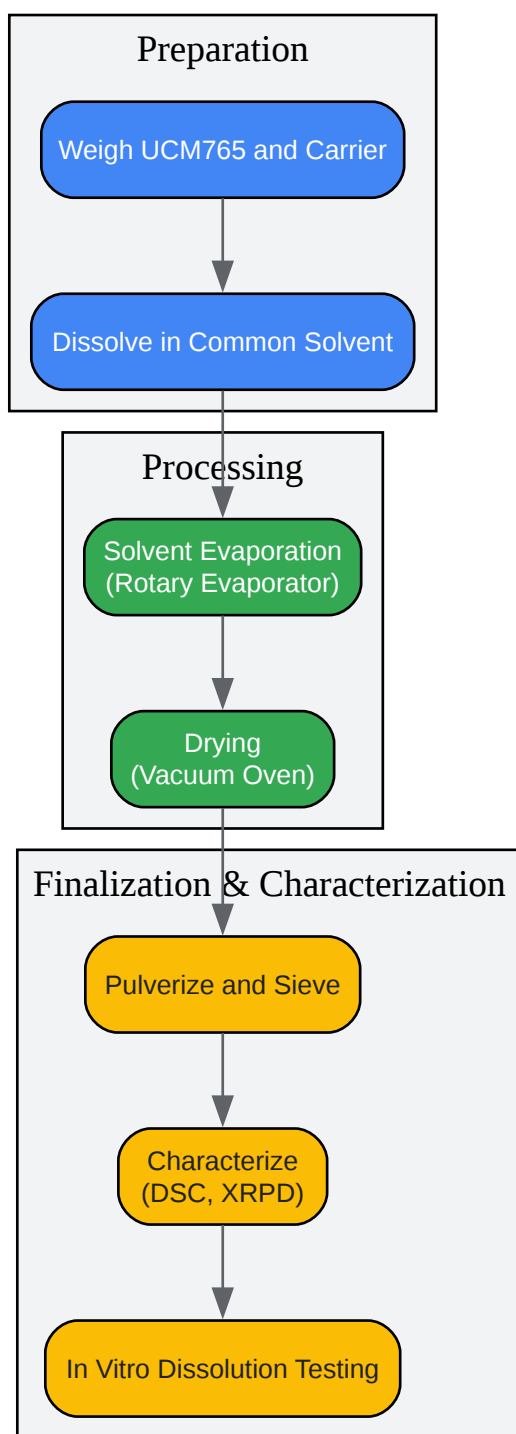 Preparation
Weigh UCM765 and Carrier
Dissolve in Common Solvent
Processing
Solvent Evaporation
(Rotary Evaporator)
Drying
(Vacuum Oven)
Finalization & Characterization
Pulverize and Sieve
Characterize
(DSC, XRPD)
In Vitro Dissolution Testing